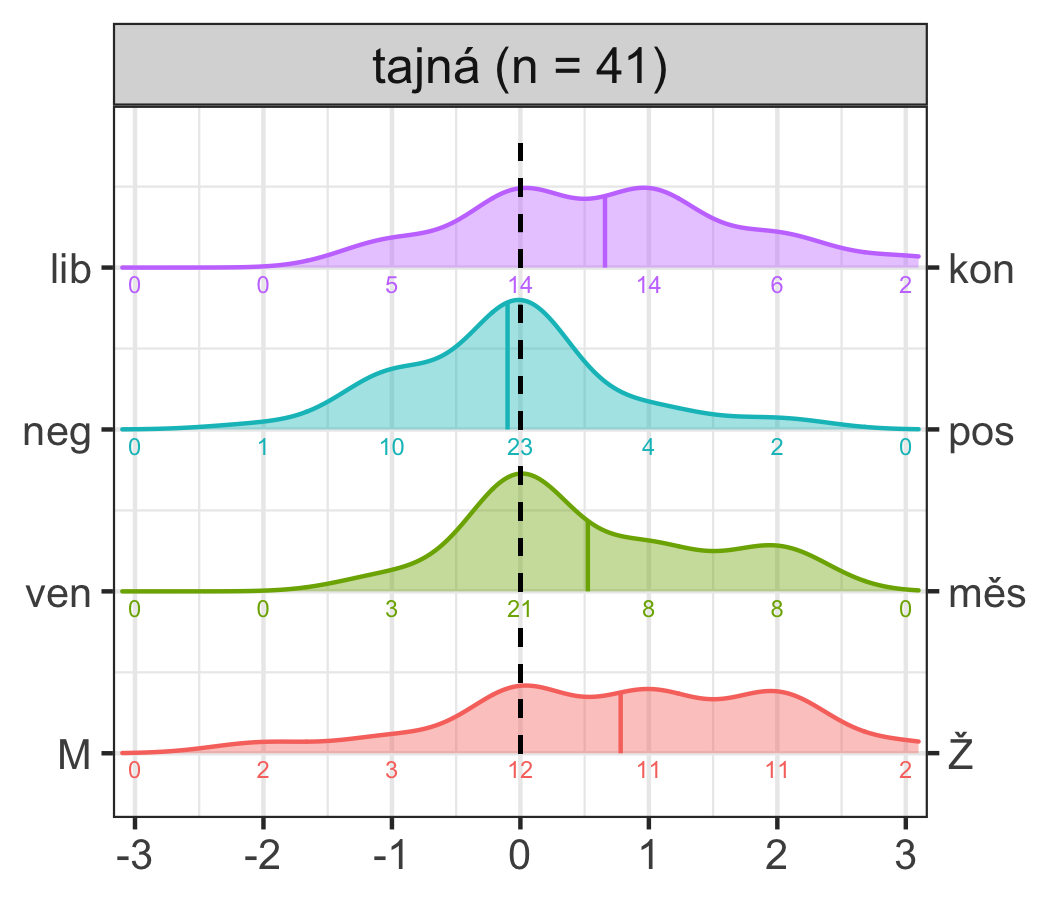 tajná (n = 41)
lib kon
0 0 5 14 14 6 2
neg pos
0 1 10 23 4 2 0
ven měs
0 0 3 21 8 8 0
M Ž
0 2 3 12 11 11 2
-3 -2 -1 0 1 2 3